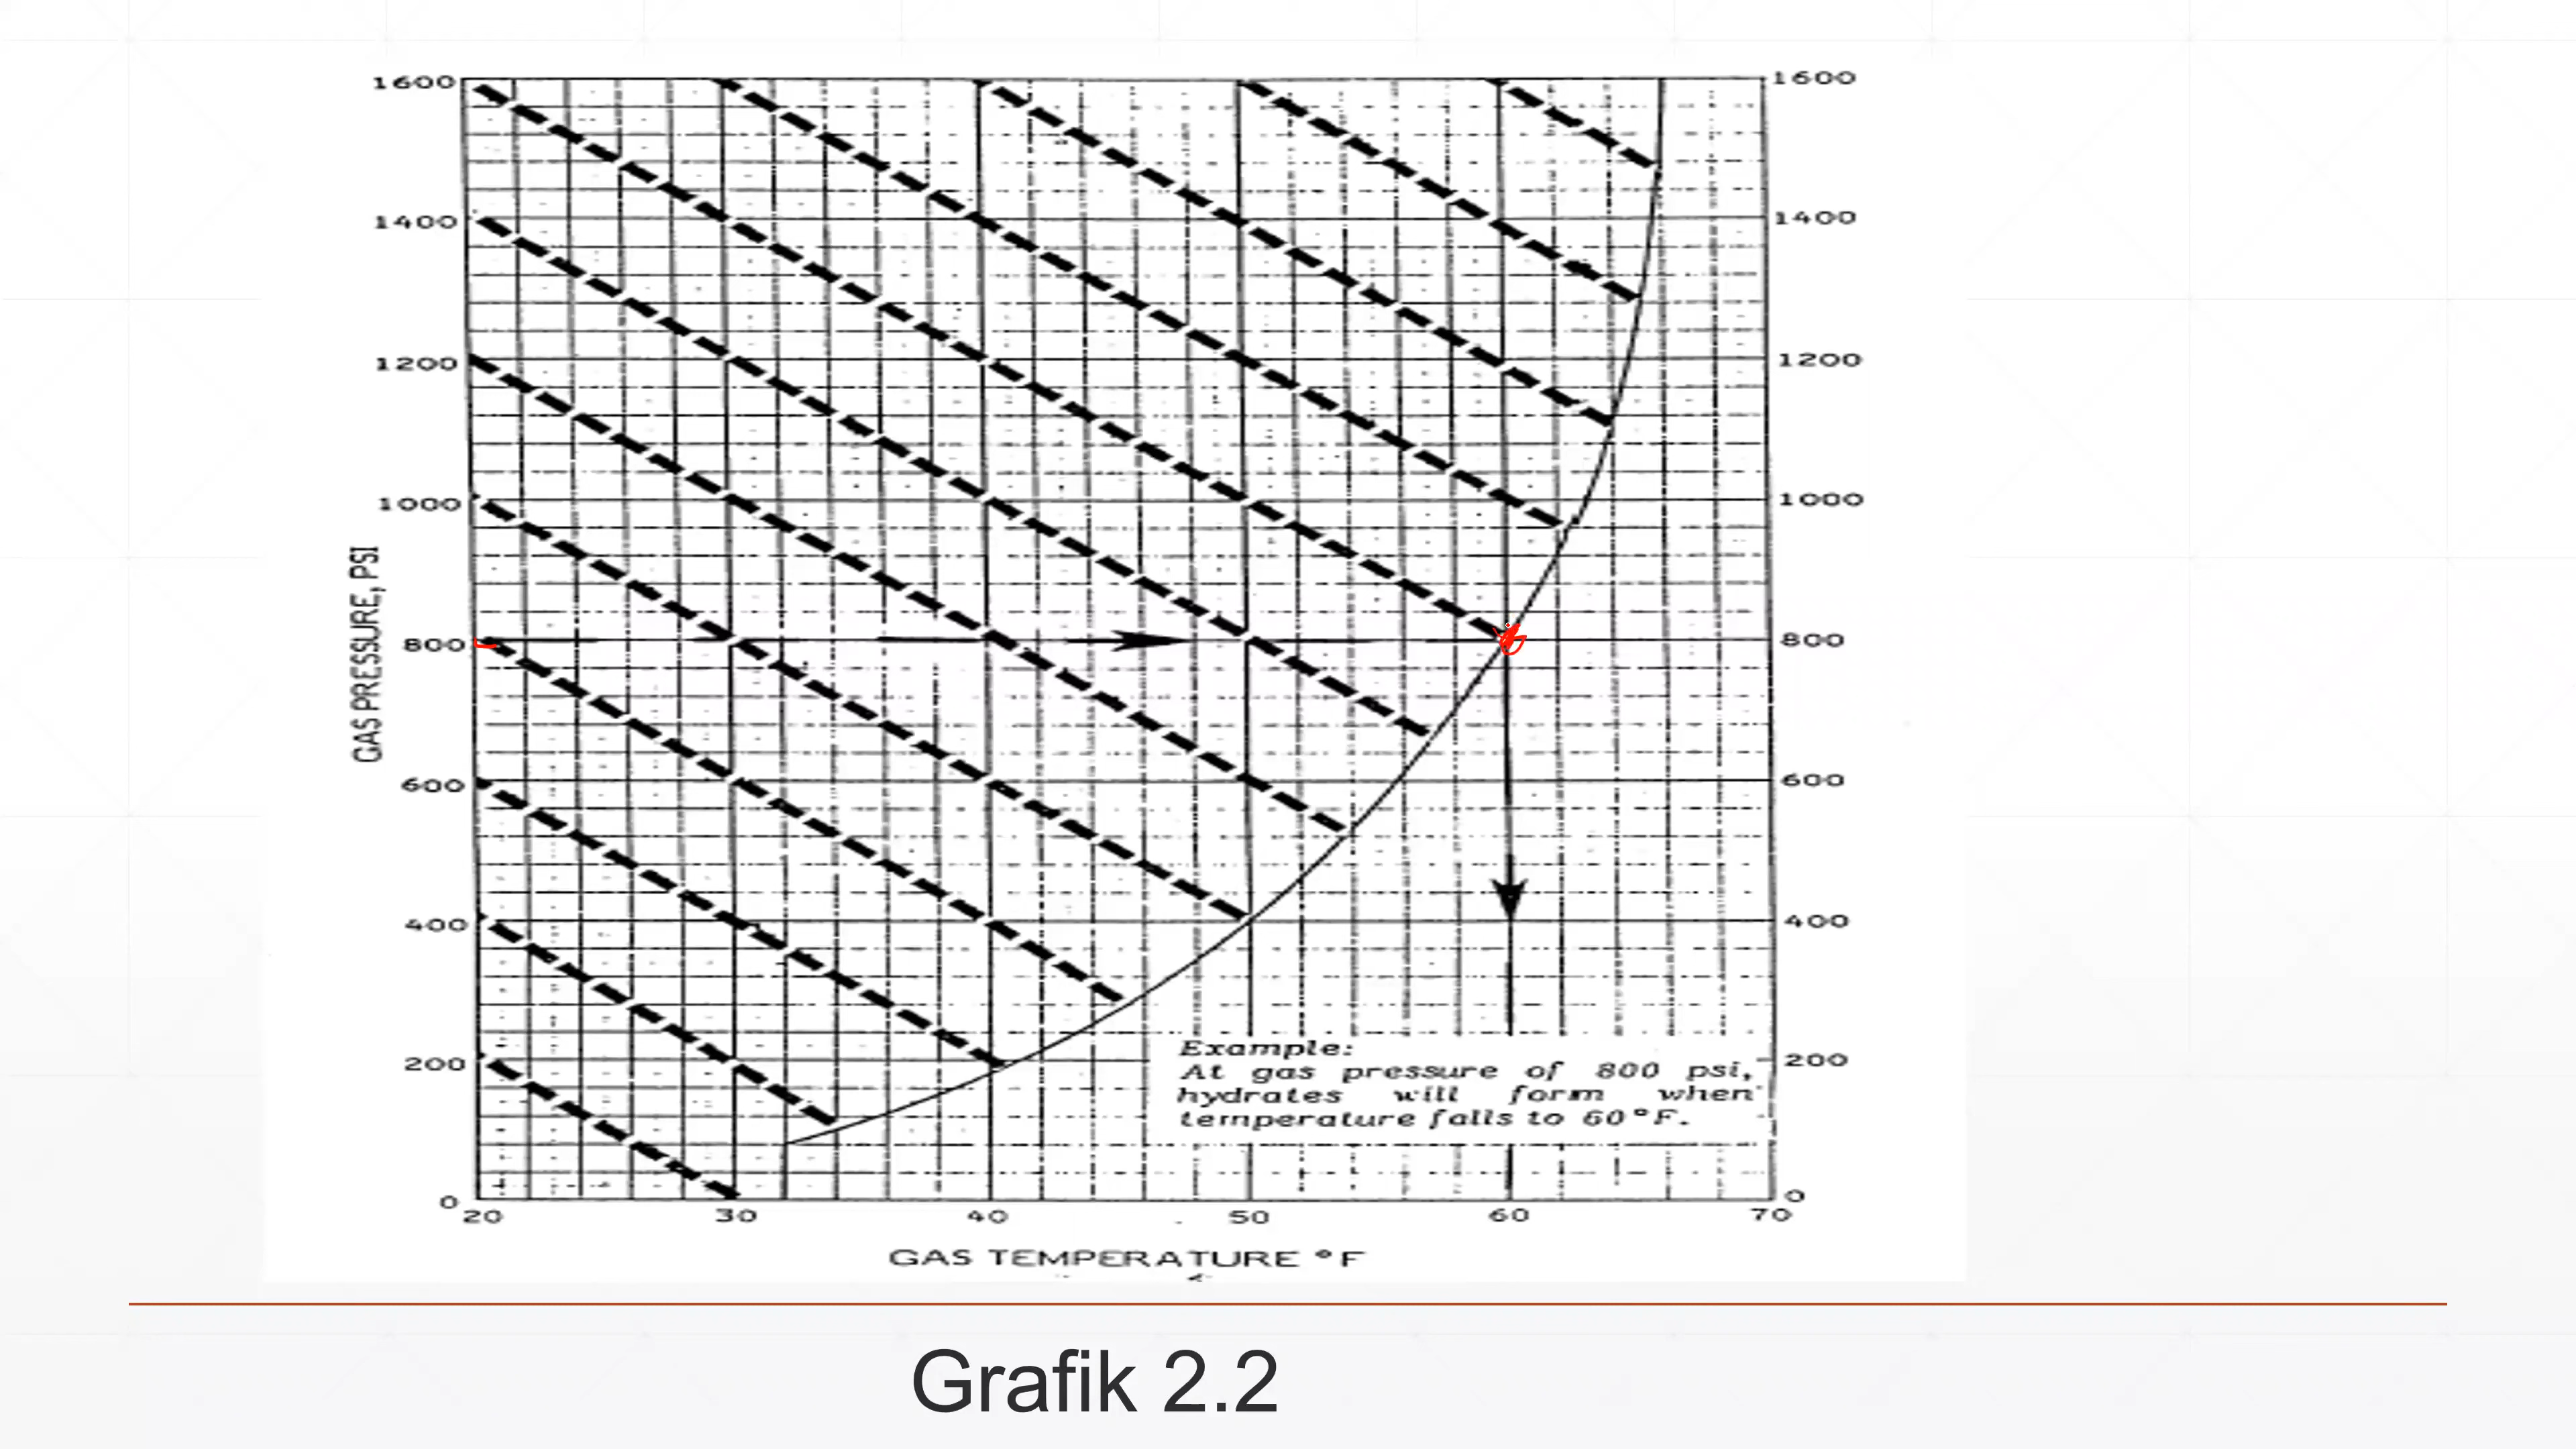 1600
1400
1200
1000
800
600
400
200
0
GAS PRESSURE, PSI
1600
1400
1200
1000
800
600
400
200
0
20 30 40 50 60 70
GAS TEMPERATURE °F
Example:
At gas pressure of 800 psi,
hydrates will form when
temperature falls to 60°F.
Grafik 2.2